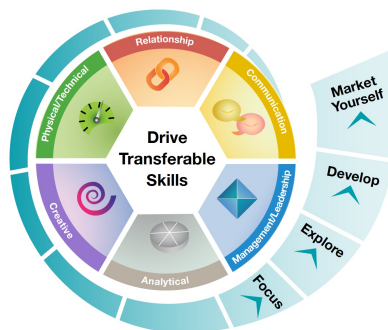 Drive
Transferable
Skills
Relationship
Communication
Management/Leadership
Analytical
Creative
Physical/Technical
Market
Yourself
Develop
Explore
Focus